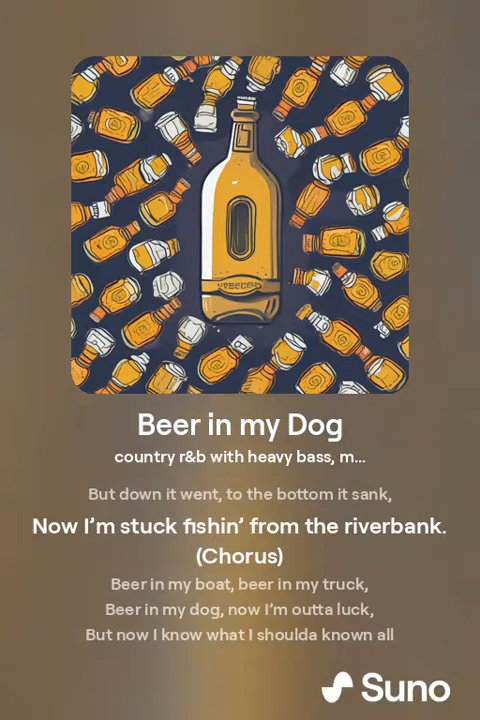 Beer in my Dog
country r&b with heavy bass, m...
But down it went, to the bottom it sank,
Now I'm stuck fishin' from the riverbank.
(Chorus)
Beer in my boat, beer in my truck,
Beer in my dog, now I'm outta luck,
But now I know what I shoulda known all
Suno